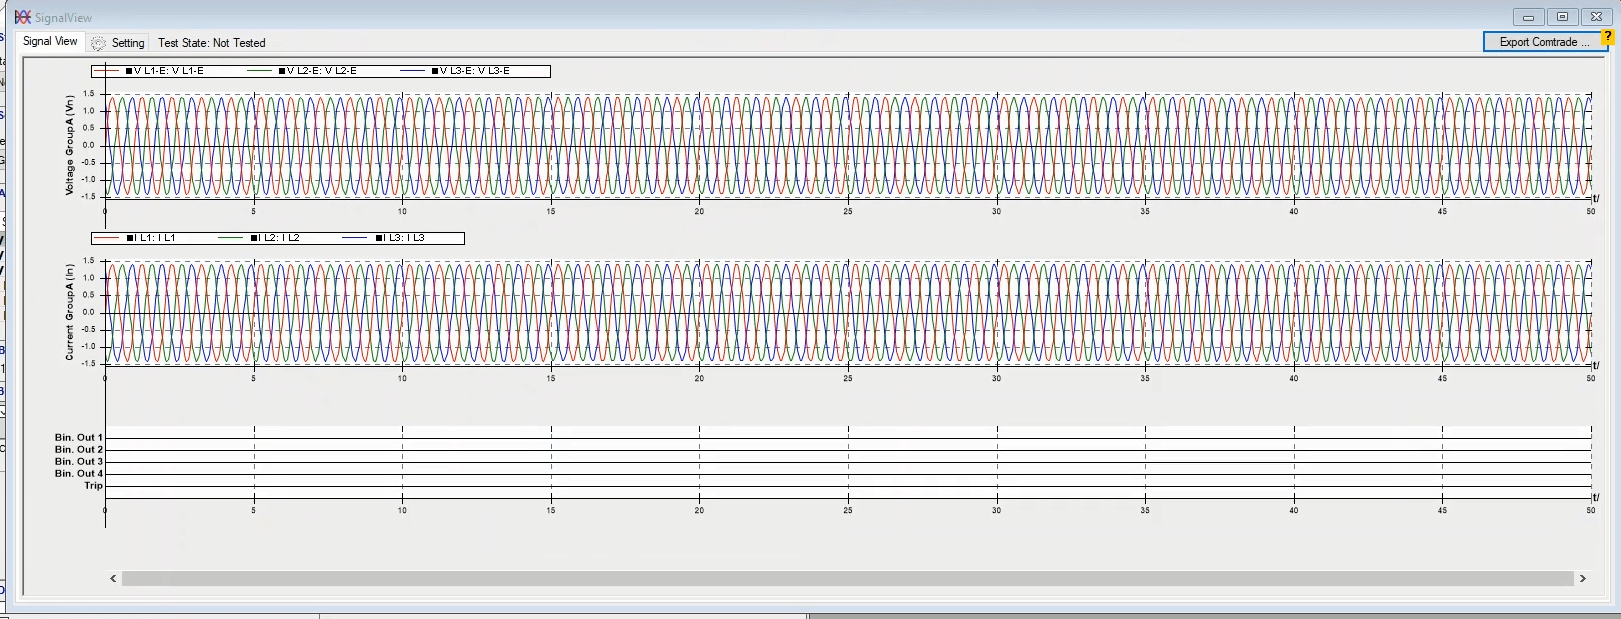 SignalView
Signal View Setting Test State: Not Tested Export Comtrade ... ?
V L1-E: V L1-E V L2-E: V L2-E V L3-E: V L3-E
Voltage GroupA (Vn)
1.5
1.0
0.5
0.0
-0.5
-1.0
-1.5
0 5 10 15 20 25 30 35 40 45 50
t/
I L1: I L1 I L2: I L2 I L3: I L3
Current GroupA (In)
1.5
1.0
0.5
0.0
-0.5
-1.0
-1.5
0 5 10 15 20 25 30 35 40 45 50
t/
Bin. Out 1
Bin. Out 2
Bin. Out 3
Bin. Out 4
Trip
0 5 10 15 20 25 30 35 40 45 50
t/